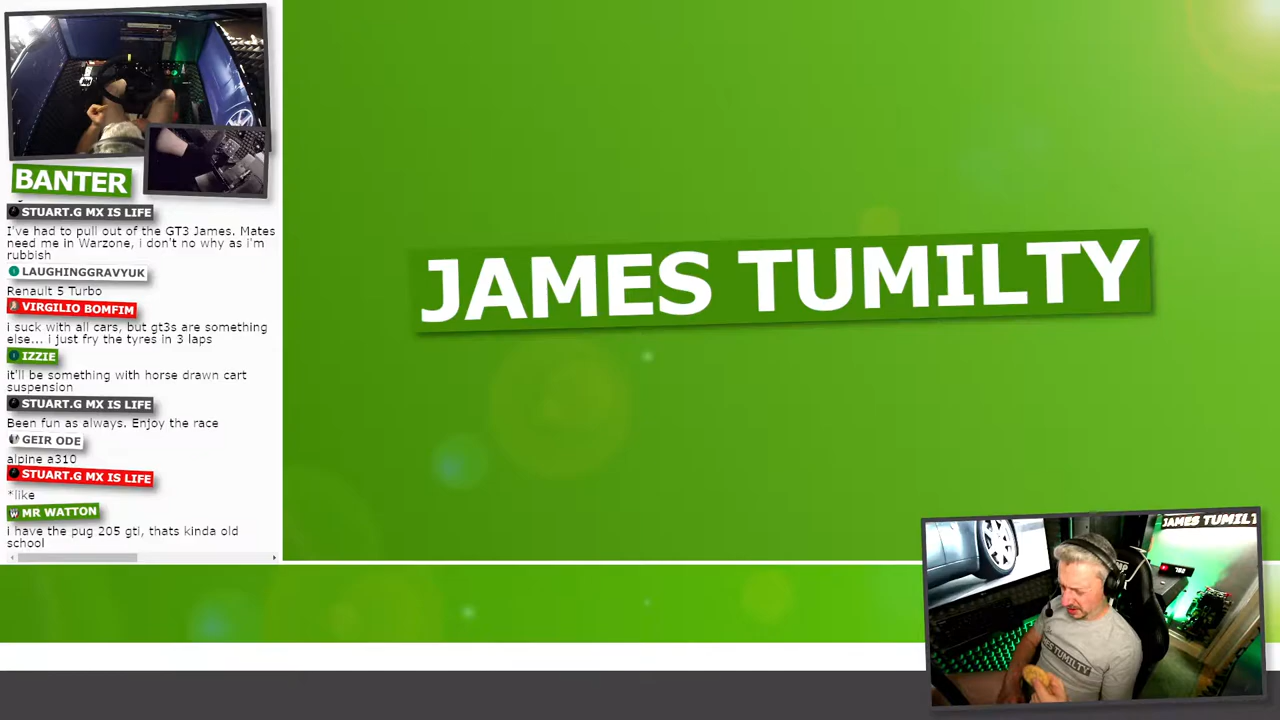 BANTER
STUART.G MX IS LIFE
I've had to pull out of the GT3 James. Mates
need me in Warzone, i don't no why as i'm
rubbish
LAUGHINGGRAVYUK
Renault 5 Turbo
VIRGILIO BOMFIM
i suck with all cars, but gt3s are something
else... i just fry the tyres in 3 laps
IZZIE
it'll be something with horse drawn cart
suspension
STUART.G MX IS LIFE
Been fun as always. Enjoy the race
GEIR ODE
alpine a310
STUART.G MX IS LIFE
*like
MR WATTON
i have the pug 205 gti, thats kinda old
school
JAMES TUMILTY
JAMES TUMILT
JAMES TUMILTY